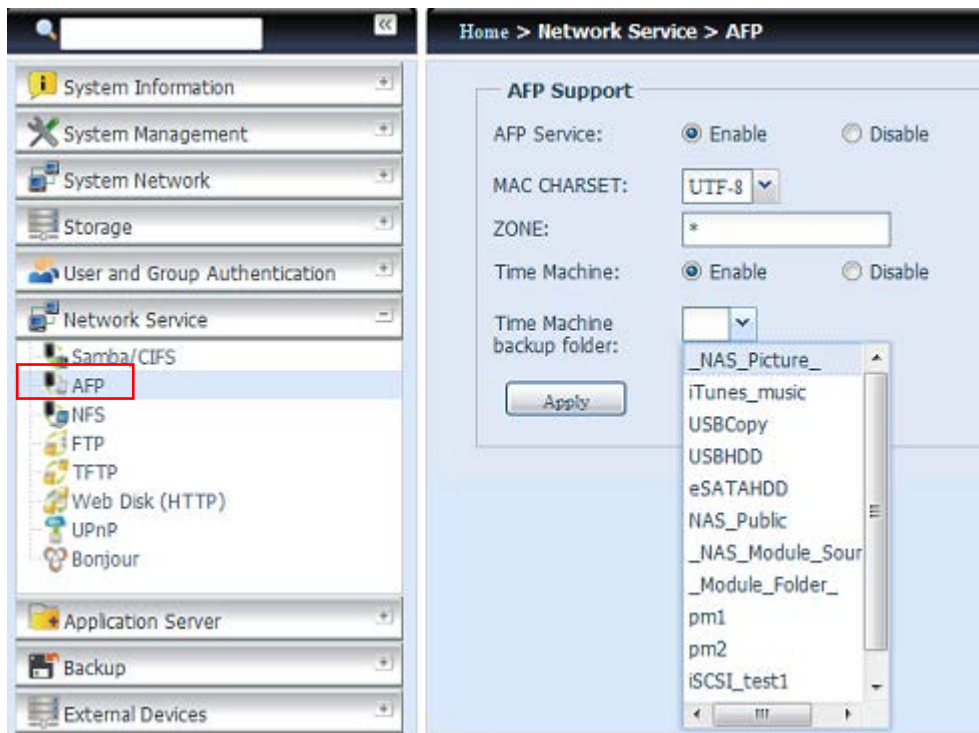 Home > Network Service > AFP
System Information
System Management
System Network
Storage
User and Group Authentication
Network Service
Samba/CIFS
AFP
NFS
FTP
TFTP
Web Disk (HTTP)
UPnP
Bonjour
Application Server
Backup
External Devices
AFP Support
AFP Service: Enable Disable
MAC CHARSET: UTF-8
ZONE: *
Time Machine: Enable Disable
Time Machine
backup folder:
_NAS_Picture_
iTunes_music
USBCopy
USBHDD
eSATAHDD
NAS_Public
_NAS_Module_Sour
_Module_Folder_
pm1
pm2
iSCSI_test1
Apply